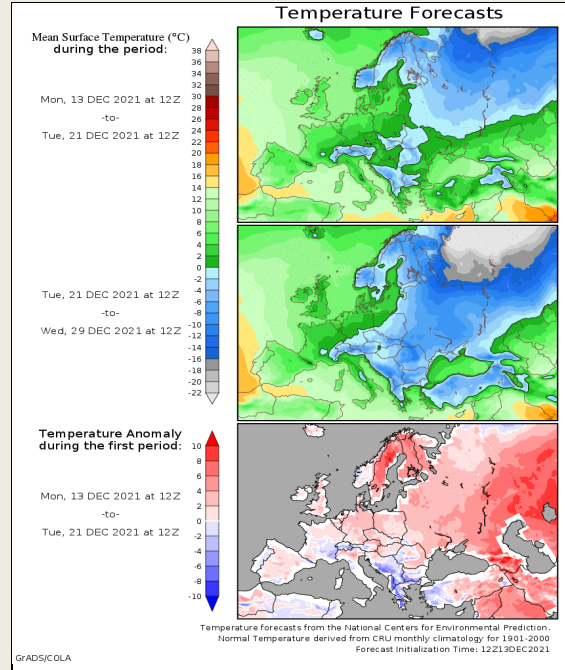 Temperature Forecasts
Mean Surface Temperature (°C)
during the period:
Mon, 13 DEC 2021 at 12Z
-to-
Tue, 21 DEC 2021 at 12Z
38
36
34
32
30
28
26
24
22
20
18
16
14
12
10
8
6
4
2
0
-2
-4
-6
-8
-10
-12
-14
-16
-18
-20
-22
Tue, 21 DEC 2021 at 12Z
-to-
Wed, 29 DEC 2021 at 12Z
Temperature Anomaly
during the first period:
Mon, 13 DEC 2021 at 12Z
-to-
Tue, 21 DEC 2021 at 12Z
10
8
6
4
2
0
-2
-4
-6
-8
-10
Temperature forecasts from the National Centers for Environmental Prediction.
Normal Temperature derived from CRU monthly climatology for 1901-2000
Forecast Initialization Time: 12Z13DEC2021
GrADS/COLA